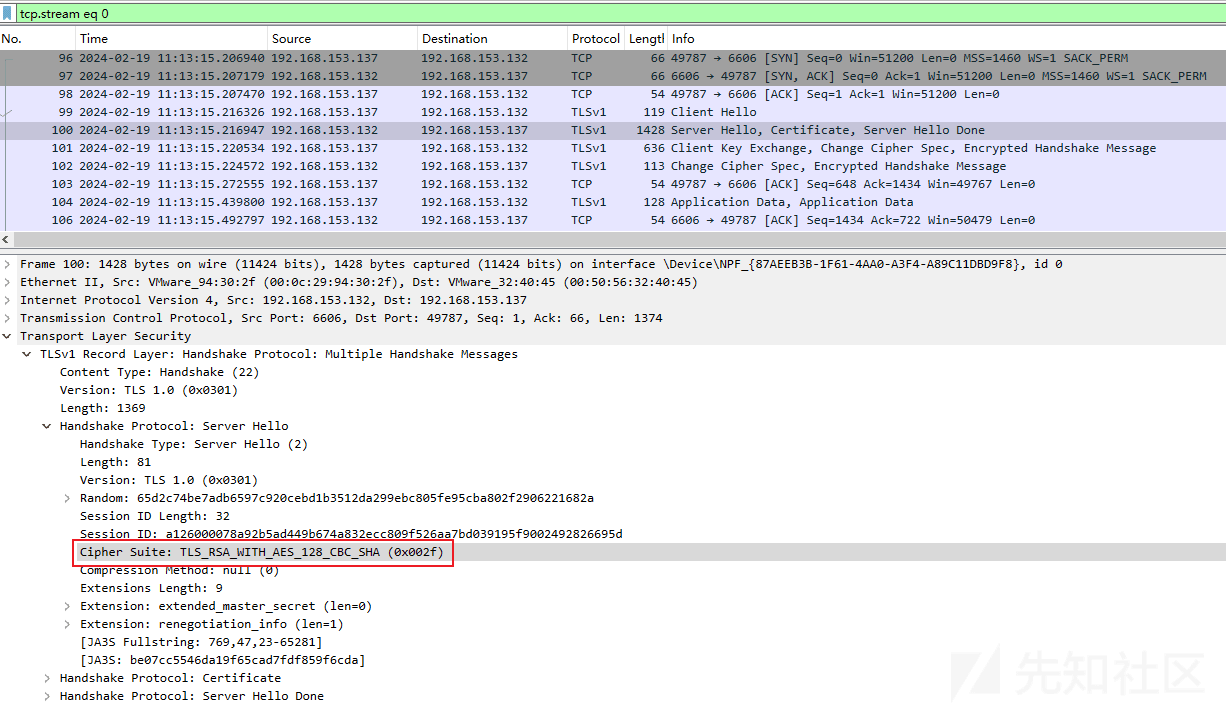 tcp.stream eq 0
No. Time Source Destination Protocol Lengtl Info
96 2024-02-19 11:13:15.206940 192.168.153.137 192.168.153.132 TCP 66 49787 → 6606 [SYN] Seq=0 Win=51200 Len=0 MSS=1460 WS=1 SACK_PERM
97 2024-02-19 11:13:15.207179 192.168.153.132 192.168.153.137 TCP 66 6606 → 49787 [SYN, ACK] Seq=0 Ack=1 Win=51200 Len=0 MSS=1460 WS=1 SACK_PERM
98 2024-02-19 11:13:15.207470 192.168.153.137 192.168.153.132 TCP 54 49787 → 6606 [ACK] Seq=1 Ack=1 Win=51200 Len=0
99 2024-02-19 11:13:15.216326 192.168.153.137 192.168.153.132 TLSv1 119 Client Hello
100 2024-02-19 11:13:15.216947 192.168.153.132 192.168.153.137 TLSv1 1428 Server Hello, Certificate, Server Hello Done
101 2024-02-19 11:13:15.220534 192.168.153.137 192.168.153.132 TLSv1 636 Client Key Exchange, Change Cipher Spec, Encrypted Handshake Message
102 2024-02-19 11:13:15.224572 192.168.153.132 192.168.153.137 TLSv1 113 Change Cipher Spec, Encrypted Handshake Message
103 2024-02-19 11:13:15.272555 192.168.153.137 192.168.153.132 TCP 54 49787 → 6606 [ACK] Seq=648 Ack=1434 Win=49767 Len=0
104 2024-02-19 11:13:15.439800 192.168.153.137 192.168.153.132 TLSv1 128 Application Data, Application Data
106 2024-02-19 11:13:15.492797 192.168.153.132 192.168.153.137 TCP 54 6606 → 49787 [ACK] Seq=1434 Ack=722 Win=50479 Len=0
Frame 100: 1428 bytes on wire (11424 bits), 1428 bytes captured (11424 bits) on interface \Device\NPF_{87AEEB3B-1F61-4AA0-A3F4-A89C11DBD9F8}, id 0
Ethernet II, Src: VMware_94:30:2f (00:0c:29:94:30:2f), Dst: VMware_32:40:45 (00:50:56:32:40:45)
Internet Protocol Version 4, Src: 192.168.153.132, Dst: 192.168.153.137
Transmission Control Protocol, Src Port: 6606, Dst Port: 49787, Seq: 1, Ack: 66, Len: 1374
Transport Layer Security
TLSv1 Record Layer: Handshake Protocol: Multiple Handshake Messages
Content Type: Handshake (22)
Version: TLS 1.0 (0x0301)
Length: 1369
Handshake Protocol: Server Hello
Handshake Type: Server Hello (2)
Length: 81
Version: TLS 1.0 (0x0301)
Random: 65d2c74be7adb6597c920cebd1b3512da299ebc805fe95cba802f2906221682a
Session ID Length: 32
Session ID: a126000078a92b5ad449b674a832ecc809f526aa7bd039195f9002492826695d
Cipher Suite: TLS_RSA_WITH_AES_128_CBC_SHA (0x002f)
Compression Method: null (0)
Extensions Length: 9
Extension: extended_master_secret (len=0)
Extension: renegotiation_info (len=1)
[JA3S Fullstring: 769,47,23-65281]
[JA3S: be07cc5546da19f65cad7fdf859f6cda]
Handshake Protocol: Certificate
Handshake Protocol: Server Hello Done
先知社区